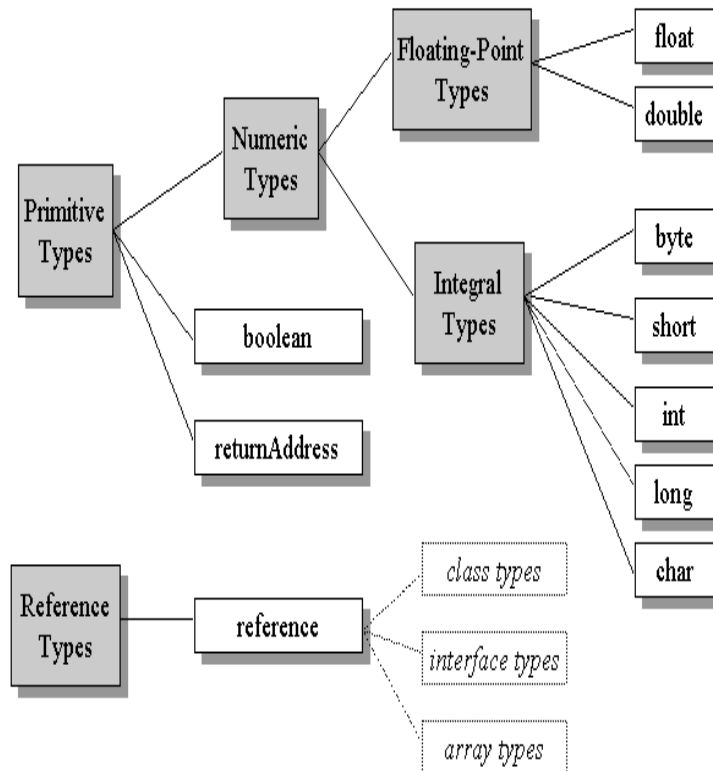 Primitive
Types
Numeric
Types
Floating-Point
Types
float
double
Integral
Types
byte
short
int
long
char
boolean
returnAddress
Reference
Types
reference
class types
interface types
array types